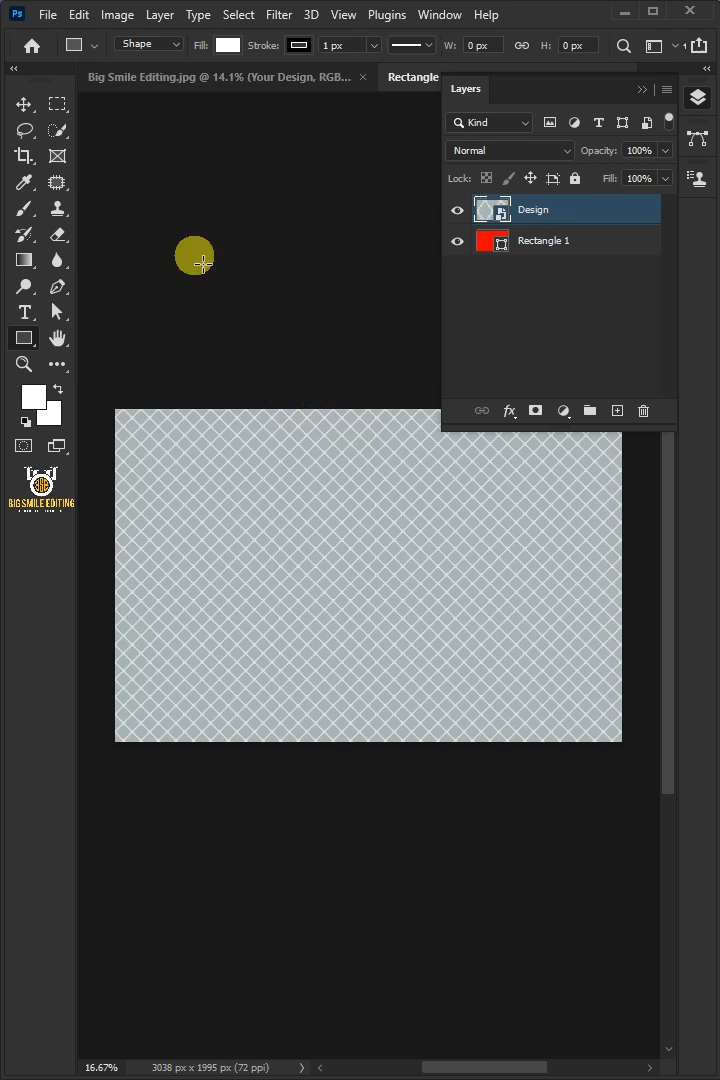 Ps File Edit Image Layer Type Select Filter 3D View Plugins Window Help
Shape Fill: Stroke: 1 px W: 0 px H: 0 px
Big Smile Editing.jpg @ 14.1% (Your Design, RGB... × Rectangle
Layers
Kind
Normal Opacity: 100%
Lock: Fill: 100%
Design
Rectangle 1
fx
BIG SMILE EDITING
16.67% 3038 px x 1995 px (72 ppi)